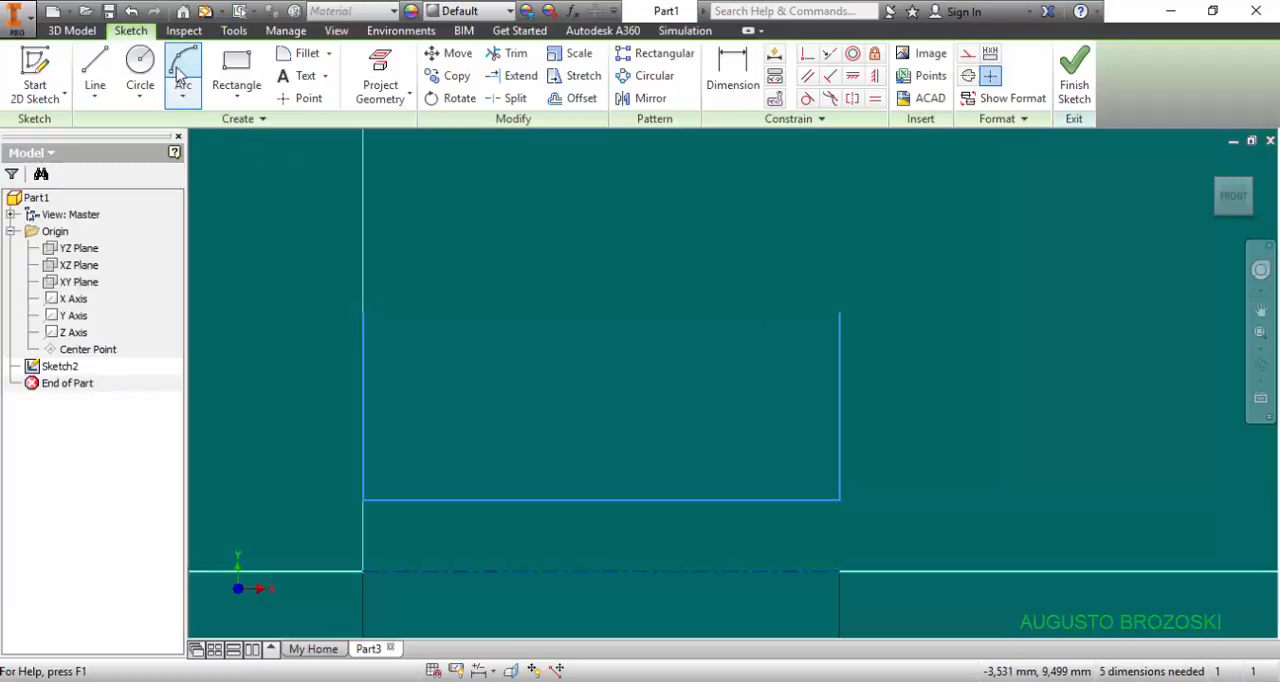 Material
Default
Part1
Search Help & Commands...
Sign In
PRO
3D Model
Sketch
Inspect
Tools
Manage
View
Environments
BIM
Get Started
Autodesk A360
Simulation
Start
2D Sketch
Line
Circle
Arc
Rectangle
Fillet
Text
Point
Project
Geometry
Move
Copy
Rotate
Trim
Extend
Split
Scale
Stretch
Offset
Rectangular
Circular
Mirror
Dimension
Image
Points
ACAD
Show Format
Finish
Sketch
Sketch
Create
Modify
Pattern
Constrain
Insert
Format
Exit
Model
Part1
View: Master
Origin
YZ Plane
XZ Plane
XY Plane
X Axis
Y Axis
Z Axis
Center Point
Sketch2
End of Part
FRONT
Y
X
AUGUSTO BROZOSKI
My Home
Part3
For Help, press F1
-3,531 mm, 9,499 mm
5 dimensions needed
1
1